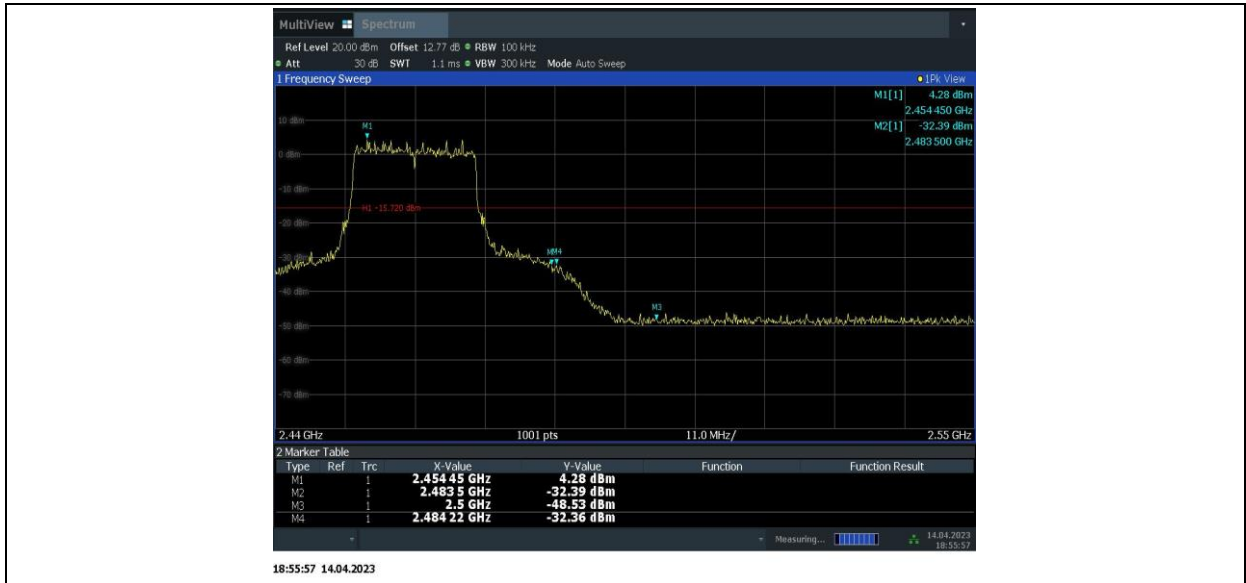 MultiView Spectrum
Ref Level 20.00 dBm Offset 12.77 dB RBW 100 kHz
Att 30 dB SWT 1.1 ms VBW 300 kHz Mode Auto Sweep
1 Frequency Sweep 1Pk View
M1[1] 4.28 dBm
2.454 450 GHz
10 dBm
M1
M2[1] -32.39 dBm
2.483 500 GHz
0 dBm
-10 dBm
H1 -15.720 dBm
-20 dBm
MM4
-30 dBm
-40 dBm
M3
-50 dBm
-60 dBm
-70 dBm
2.44 GHz 1001 pts 11.0 MHz/ 2.55 GHz
2 Marker Table
Type Ref Trc X-Value Y-Value Function Function Result
M1 1 2.454 45 GHz 4.28 dBm
M2 1 2.483 5 GHz -32.39 dBm
M3 1 2.5 GHz -48.53 dBm
M4 1 2.484 22 GHz -32.36 dBm
Measuring... 14.04.2023
18:55:57
18:55:57 14.04.2023